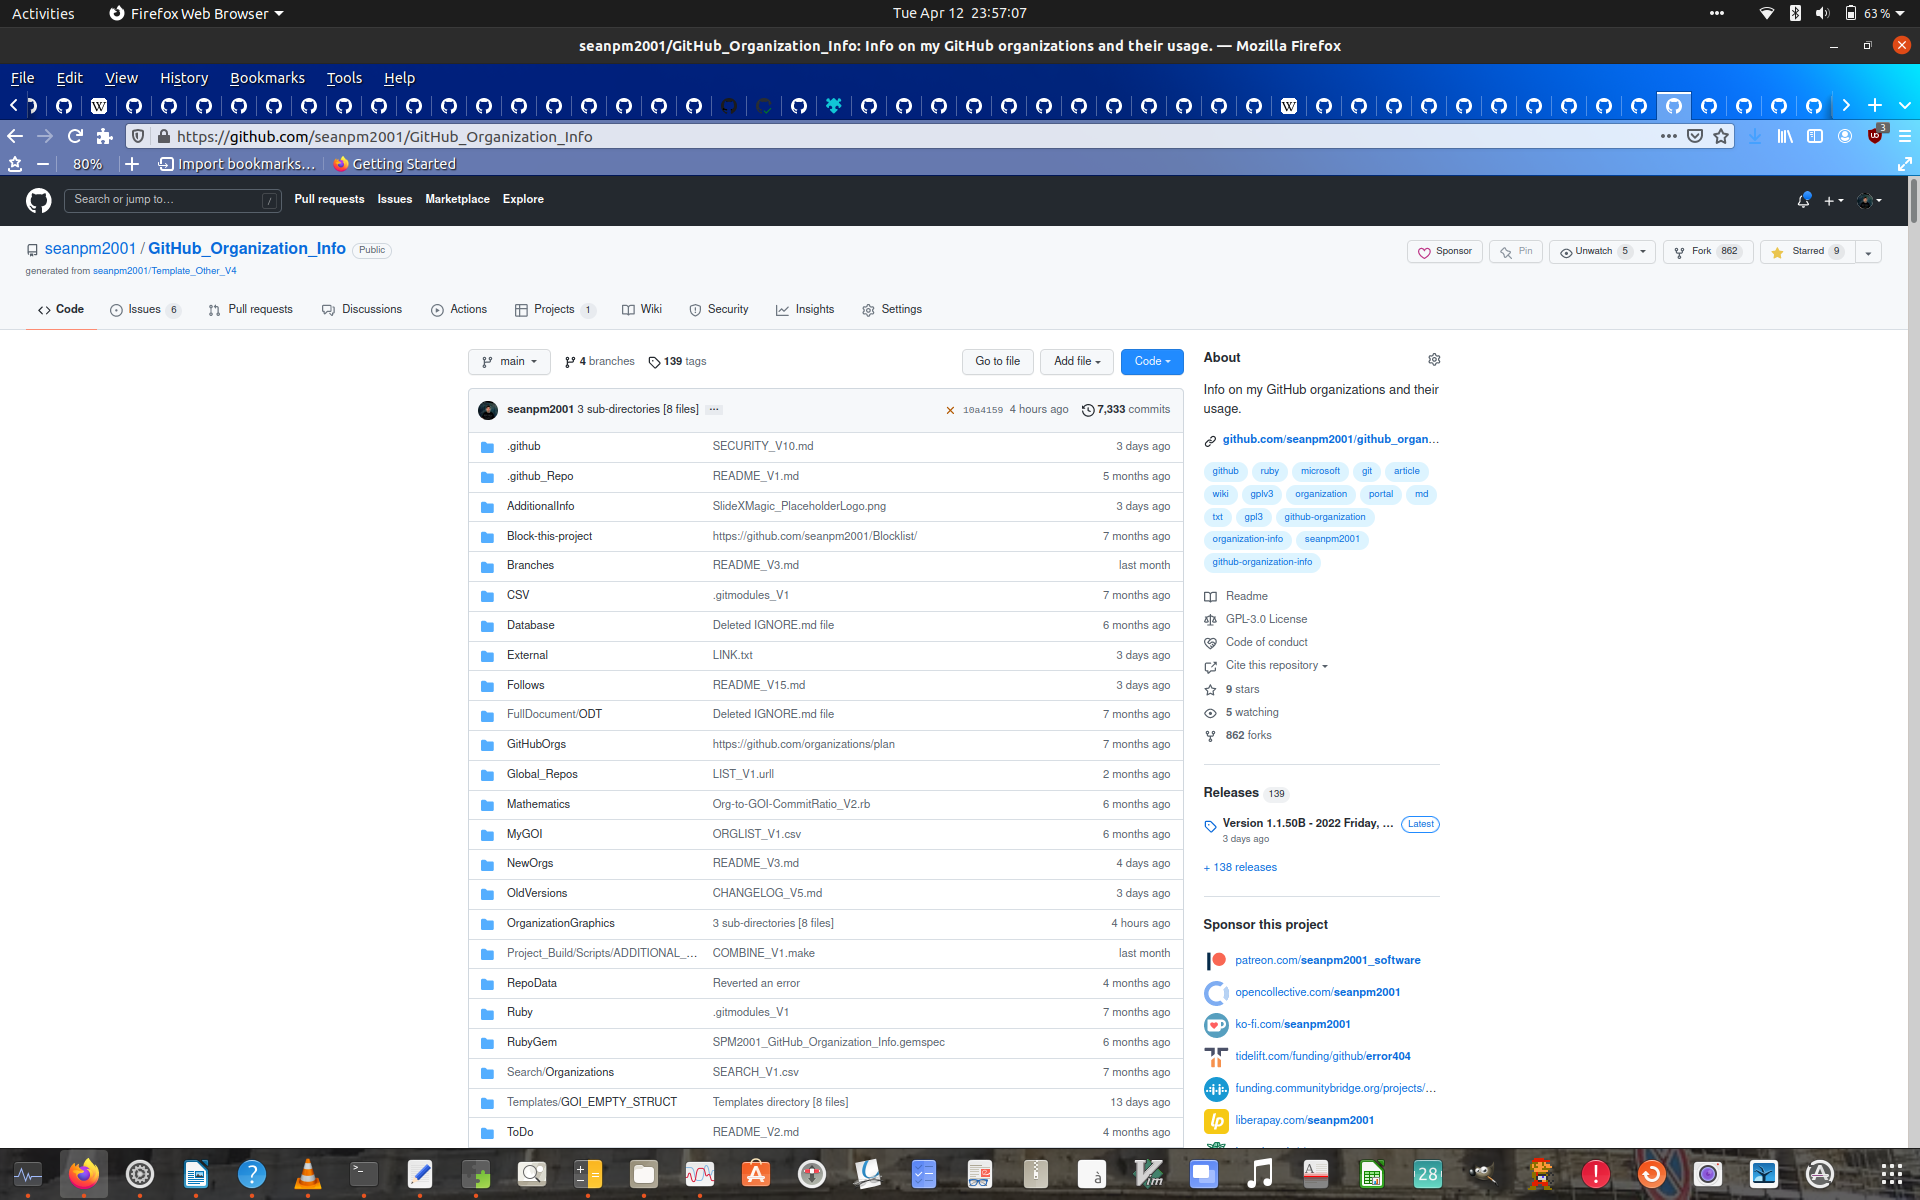 Activities Firefox Web Browser Tue Apr 12 23:57:07 63 %
seanpm2001/GitHub_Organization_Info: Info on my GitHub organizations and their usage. — Mozilla Firefox
File Edit View History Bookmarks Tools Help
https://github.com/seanpm2001/GitHub_Organization_Info 3
80% Import bookmarks... Getting Started
Search or jump to... / Pull requests Issues Marketplace Explore
seanpm2001 / GitHub_Organization_Info Public Sponsor Pin Unwatch 5 Fork 862 Starred 9
generated from seanpm2001/Template_Other_V4
Code Issues 6 Pull requests Discussions Actions Projects 1 Wiki Security Insights Settings
main 4 branches 139 tags Go to file Add file Code
seanpm2001 3 sub-directories [8 files] ... 10a4159 4 hours ago 7,333 commits
.github SECURITY_V10.md 3 days ago
.github_Repo README_V1.md 5 months ago
AdditionalInfo SlideXMagic_PlaceholderLogo.png 3 days ago
Block-this-project https://github.com/seanpm2001/Blocklist/ 7 months ago
Branches README_V3.md last month
CSV .gitmodules_V1 7 months ago
Database Deleted IGNORE.md file 6 months ago
External LINK.txt 3 days ago
Follows README_V15.md 3 days ago
FullDocument/ODT Deleted IGNORE.md file 7 months ago
GitHubOrgs https://github.com/organizations/plan 7 months ago
Global_Repos LIST_V1.urll 2 months ago
Mathematics Org-to-GOI-CommitRatio_V2.rb 6 months ago
MyGOI ORGLIST_V1.csv 6 months ago
NewOrgs README_V3.md 4 days ago
OldVersions CHANGELOG_V5.md 3 days ago
OrganizationGraphics 3 sub-directories [8 files] 4 hours ago
Project_Build/Scripts/ADDITIONAL_... COMBINE_V1.make last month
RepoData Reverted an error 4 months ago
Ruby .gitmodules_V1 7 months ago
RubyGem SPM2001_GitHub_Organization_Info.gemspec 6 months ago
Search/Organizations SEARCH_V1.csv 7 months ago
Templates/GOI_EMPTY_STRUCT Templates directory [8 files] 13 days ago
ToDo README_V2.md 4 months ago
About
Info on my GitHub organizations and their
usage.
github.com/seanpm2001/github_organ...
github ruby microsoft git article
wiki gplv3 organization portal md
txt gpl3 github-organization
organization-info seanpm2001
github-organization-info
Readme
GPL-3.0 License
Code of conduct
Cite this repository
9 stars
5 watching
862 forks
Releases 139
Version 1.1.50B - 2022 Friday, ... Latest
3 days ago
+ 138 releases
Sponsor this project
patreon.com/seanpm2001_software
opencollective.com/seanpm2001
ko-fi.com/seanpm2001
tidelift.com/funding/github/error404
funding.communitybridge.org/projects/...
liberapay.com/seanpm2001
28